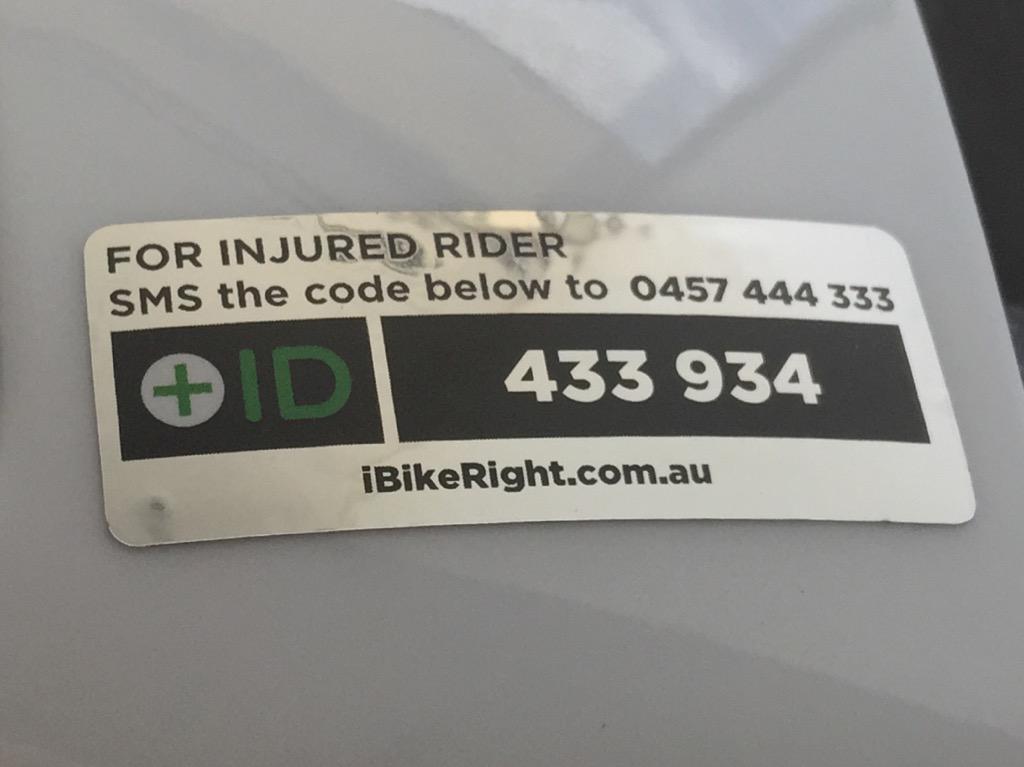 FOR INJURED RIDER
SMS the code below to 0457 444 333
+ID 433 934
iBikeRight.com.au